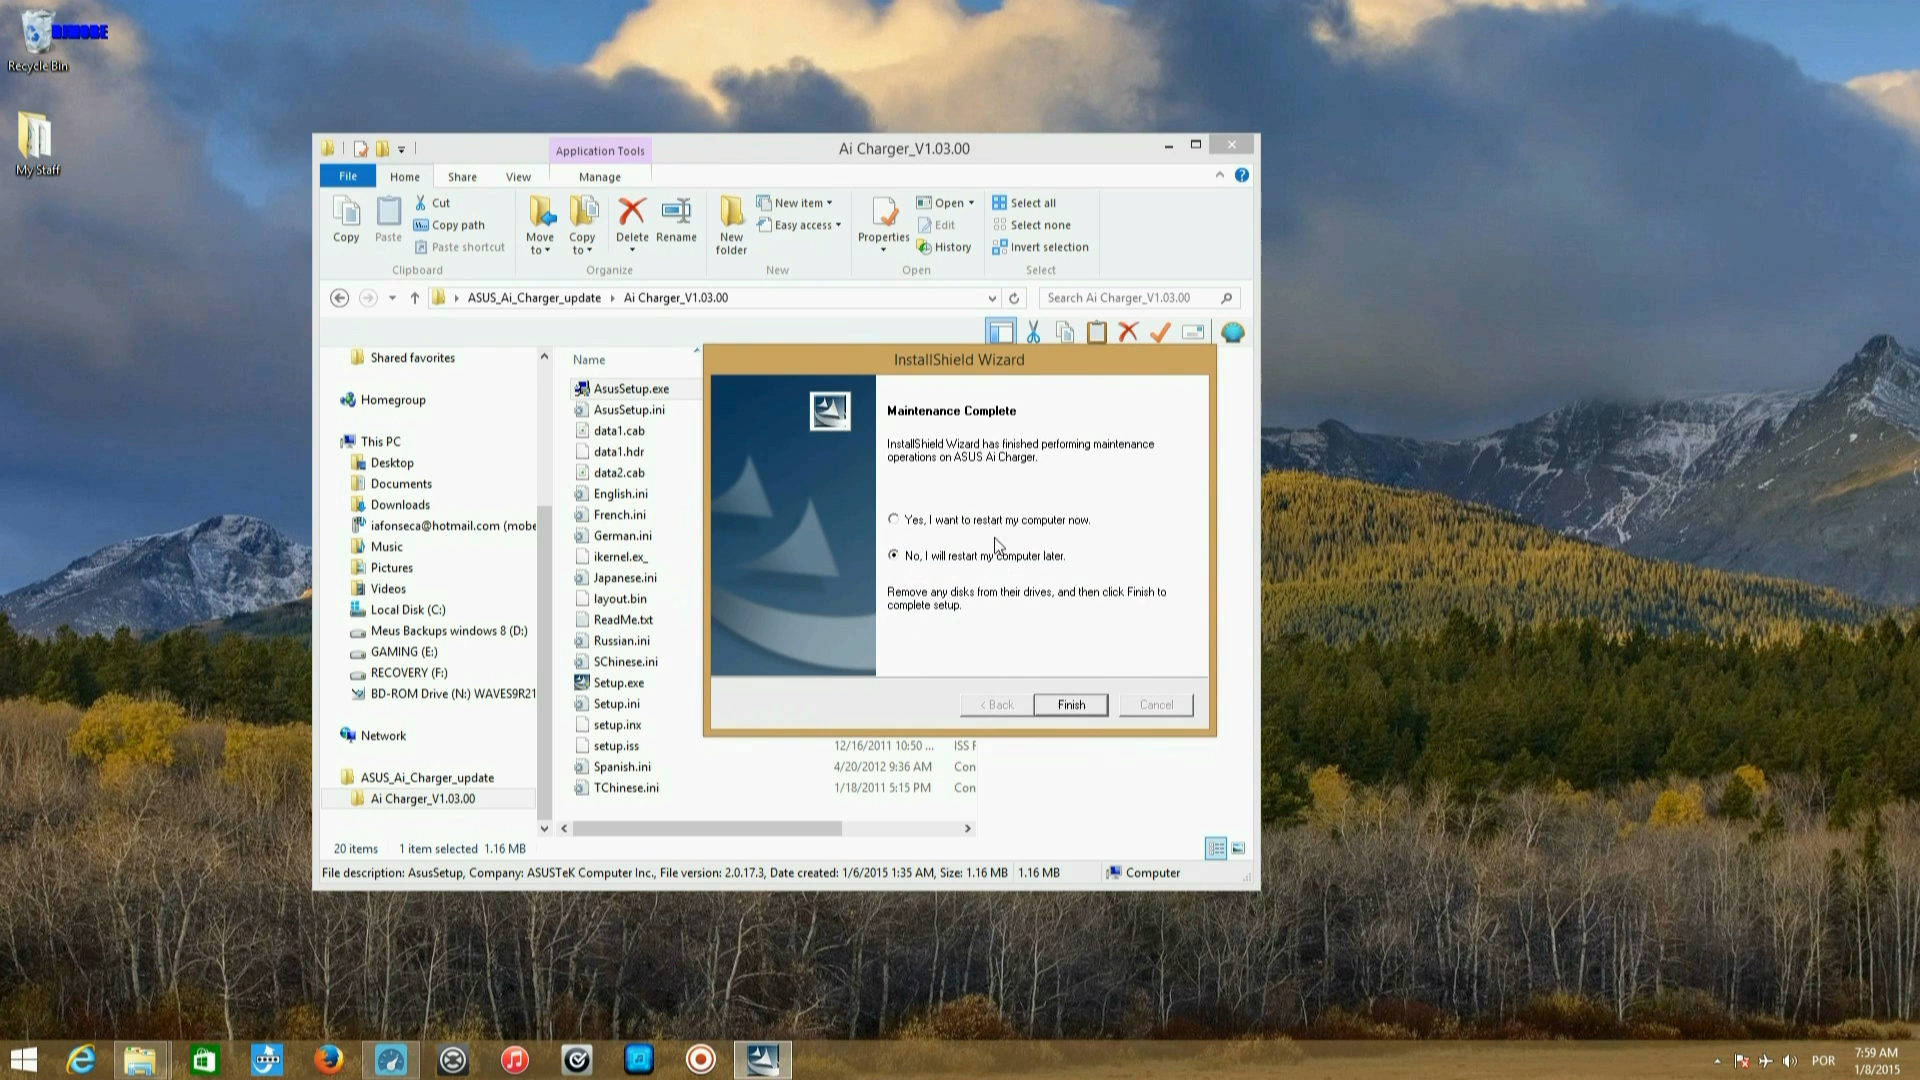 DJMOBE
Recycle Bin
My Staff
Application Tools
Ai Charger_V1.03.00
File
Home
Share
View
Manage
Copy
Paste
Cut
Copy path
Paste shortcut
Clipboard
Move to
Copy to
Delete
Rename
Organize
New folder
New item
Easy access
New
Properties
Open
Edit
History
Open
Select all
Select none
Invert selection
Select
ASUS_Ai_Charger_update
Ai Charger_V1.03.00
Search Ai Charger_V1.03.00
Shared favorites
Homegroup
This PC
Desktop
Documents
Downloads
iafonseca@hotmail.com (mobe
Music
Pictures
Videos
Local Disk (C:)
Meus Backups windows 8 (D:)
GAMING (E:)
RECOVERY (F:)
BD-ROM Drive (N:) WAVES9R21
Network
ASUS_Ai_Charger_update
Ai Charger_V1.03.00
Name
AsusSetup.exe
AsusSetup.ini
data1.cab
data1.hdr
data2.cab
English.ini
French.ini
German.ini
ikernel.ex_
Japanese.ini
layout.bin
ReadMe.txt
Russian.ini
SChinese.ini
Setup.exe
Setup.ini
setup.inx
setup.iss 12/16/2011 10:50 ... ISS F
Spanish.ini 4/20/2012 9:36 AM Con
TChinese.ini 1/18/2011 5:15 PM Con
InstallShield Wizard
Maintenance Complete
InstallShield Wizard has finished performing maintenance
operations on ASUS Ai Charger.
Yes, I want to restart my computer now.
No, I will restart my computer later.
Remove any disks from their drives, and then click Finish to
complete setup.
< Back
Finish
Cancel
20 items 1 item selected 1.16 MB
File description: AsusSetup, Company: ASUSTeK Computer Inc., File version: 2.0.17.3, Date created: 1/6/2015 1:35 AM, Size: 1.16 MB 1.16 MB Computer
POR
7:59 AM
1/8/2015